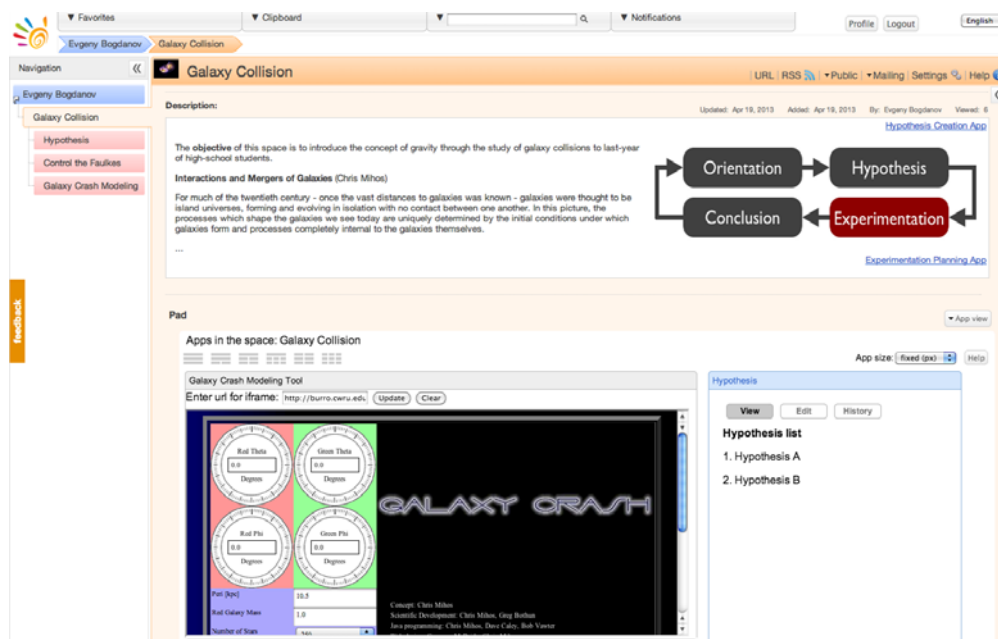 ▼ Favorites
▼ Clipboard
▼
▼ Notifications
Profile
Logout
English
Evgeny Bogdanov
Galaxy Collision
Navigation
Evgeny Bogdanov
Galaxy Collision
Hypothesis
Control the Faulkes
Galaxy Crash Modeling
feedback
Galaxy Collision
URL RSS ▾Public ▾Mailing Settings Help
Description:
Updated: Apr 19, 2013 Added: Apr 19, 2013 By: Evgeny Bogdanov Viewed: 6
Hypothesis Creation App
The objective of this space is to introduce the concept of gravity through the study of galaxy collisions to last-year
of high-school students.
Interactions and Mergers of Galaxies (Chris Mihos)
For much of the twentieth century - once the vast distances to galaxies was known - galaxies were thought to be
island universes, forming and evolving in isolation with no contact between one another. In this picture, the
processes which shape the galaxies we see today are uniquely determined by the initial conditions under which
galaxies form and processes completely internal to the galaxies themselves.
...
Orientation
Hypothesis
Conclusion
Experimentation
Experimentation Planning App
Pad
▾ App view
Apps in the space: Galaxy Collision
App size: fixed (px)
Help
Galaxy Crash Modeling Tool
Enter url for iframe: http://burro.cwru.edu Update Clear
Red Theta
0.0
Degrees
Green Theta
0.0
Degrees
Red Phi
0.0
Degrees
Green Phi
0.0
Degrees
Peri [kpc]
10.5
Red Galaxy Mass
1.0
Number of Stars
GALAXY CRASH
Concept: Chris Mihos
Scientific Development: Chris Mihos, Greg Bothun
Java programming: Chris Mihos, Dave Caley, Bob Vawter
Hypothesis
View
Edit
History
Hypothesis list
1. Hypothesis A
2. Hypothesis B